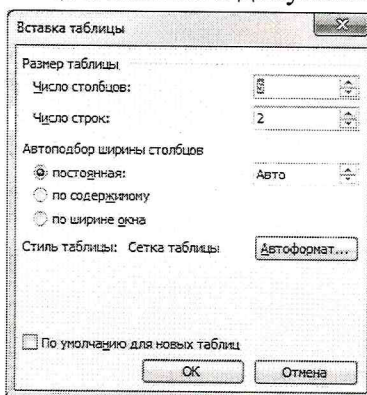 Вставка таблицы
Размер таблицы
Число столбцов:
Число строк: 2
Автоподбор ширины столбцов
постоянная: Авто
по содержимому
по ширине окна
Стиль таблицы: Сетка таблицы Автоформат...
По умолчанию для новых таблиц
ОК Отмена